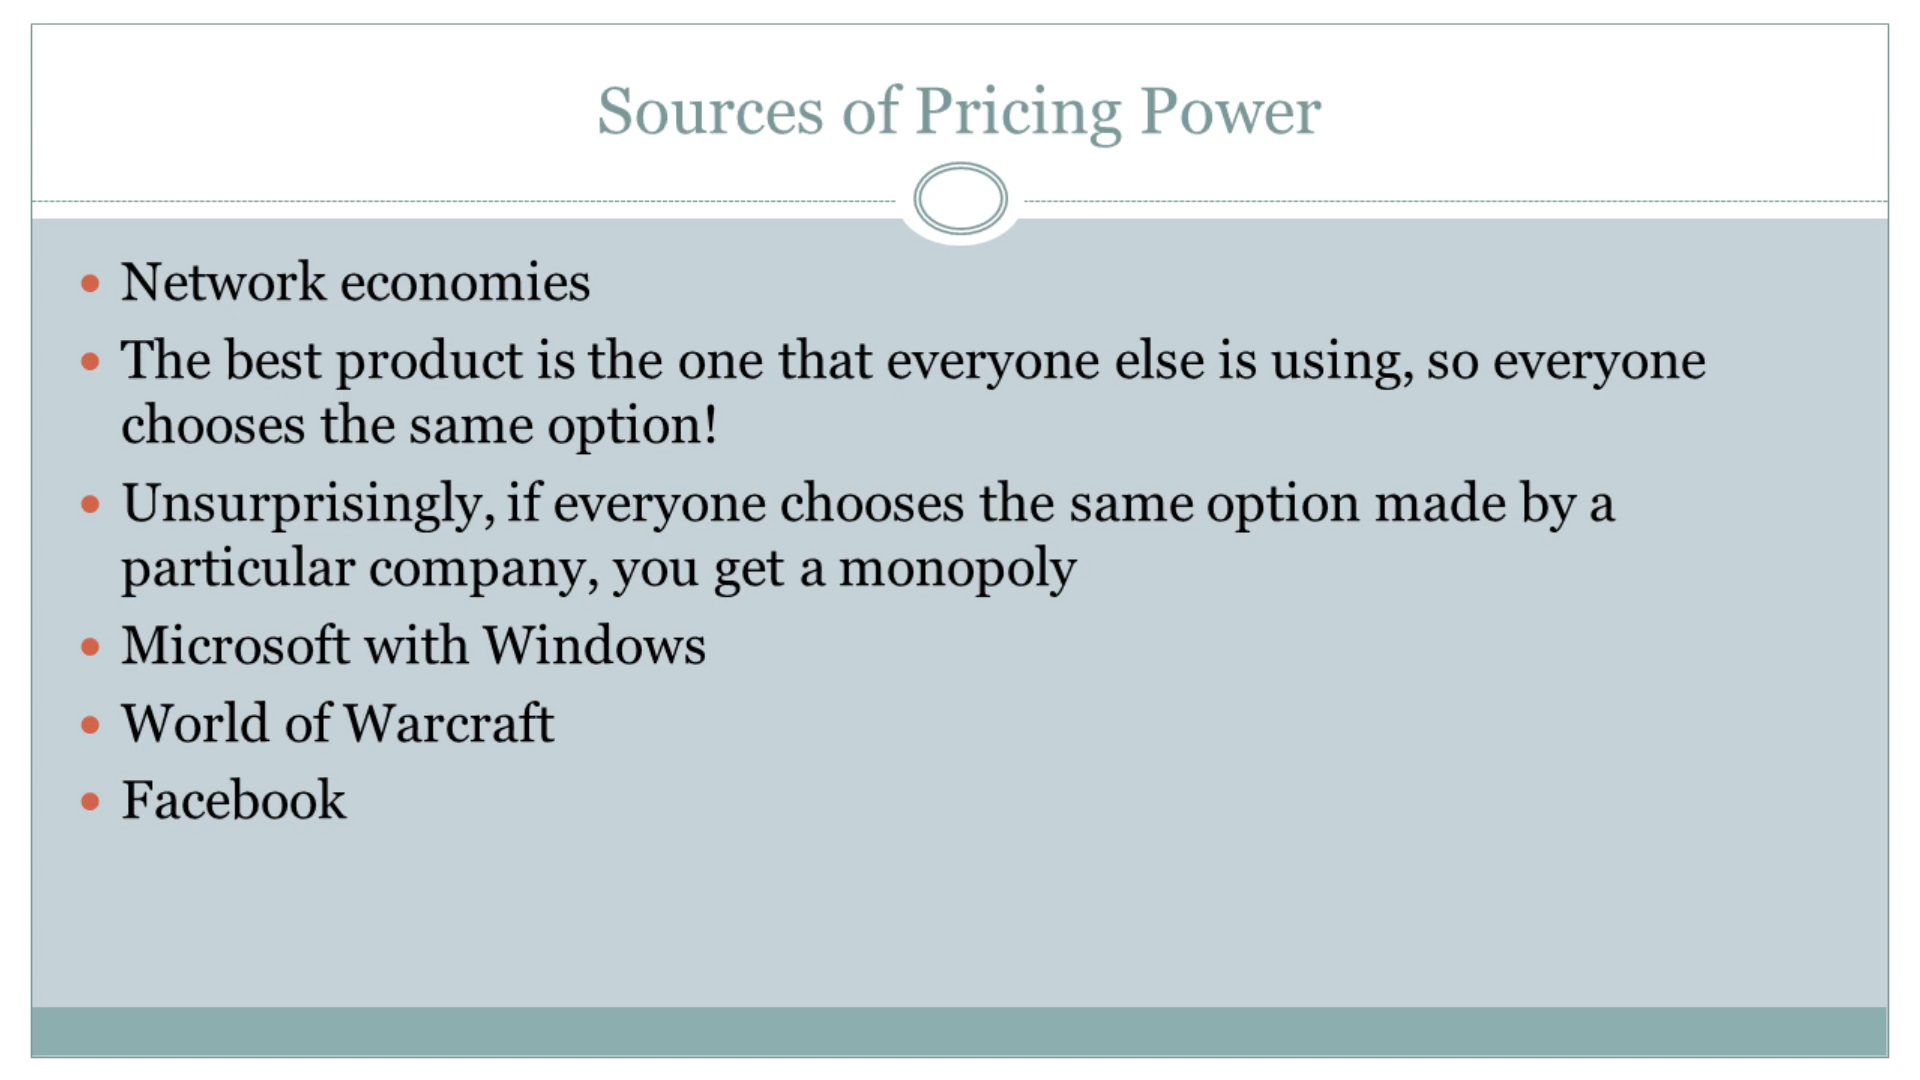 Sources of Pricing Power
• Network economies
• The best product is the one that everyone else is using, so everyone
chooses the same option!
• Unsurprisingly, if everyone chooses the same option made by a
particular company, you get a monopoly
• Microsoft with Windows
• World of Warcraft
• Facebook